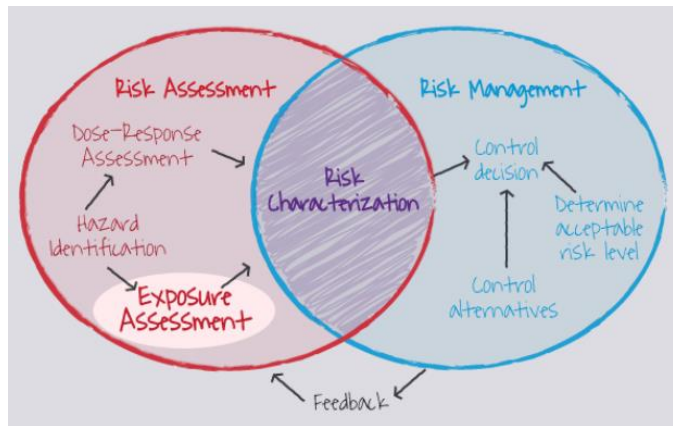 Risk Assessment
Dose-Response
Assessment
Hazard
Identification
Exposure
Assessment
Risk
Characterization
Risk Management
Control
decision
Determine
acceptable
risk level
Control
alternatives
Feedback